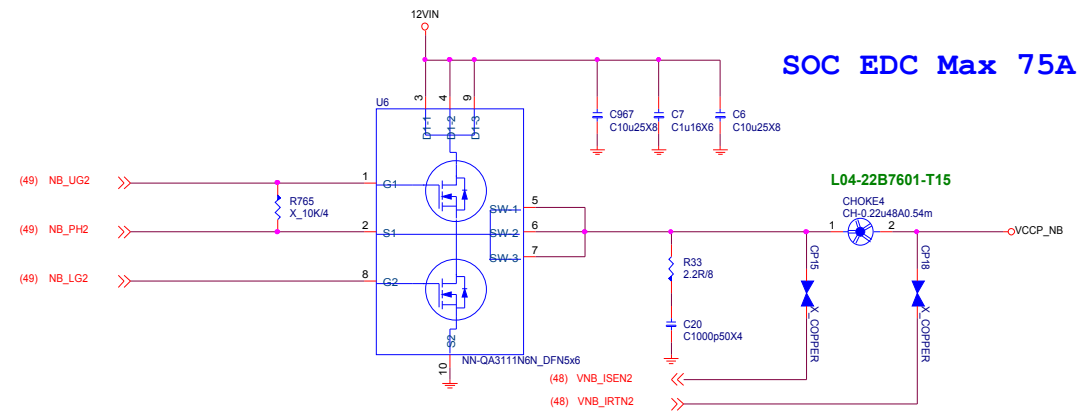 12VIN
SOC EDC Max 75A
U6
3
4
9
D1-1
D1-2
D1-3
C967
C10u25X8
C7
C1u16X6
C6
C10u25X8
(49) NB_UG2
1
G1
R765
X_10K/4
(49) NB_PH2
2
S1
SW-1
5
SW-2
6
SW-3
7
(49) NB_LG2
8
G2
S2
10
NN-QA3111N6N_DFN5x6
L04-22B7601-T15
CHOKE4
CH-0.22u48A0.54m
1
2
VCCP_NB
R33
2.2R/8
C20
C1000p50X4
CP15
X_COPPER
CP18
X_COPPER
(48) VNB_ISEN2
(48) VNB_IRTN2